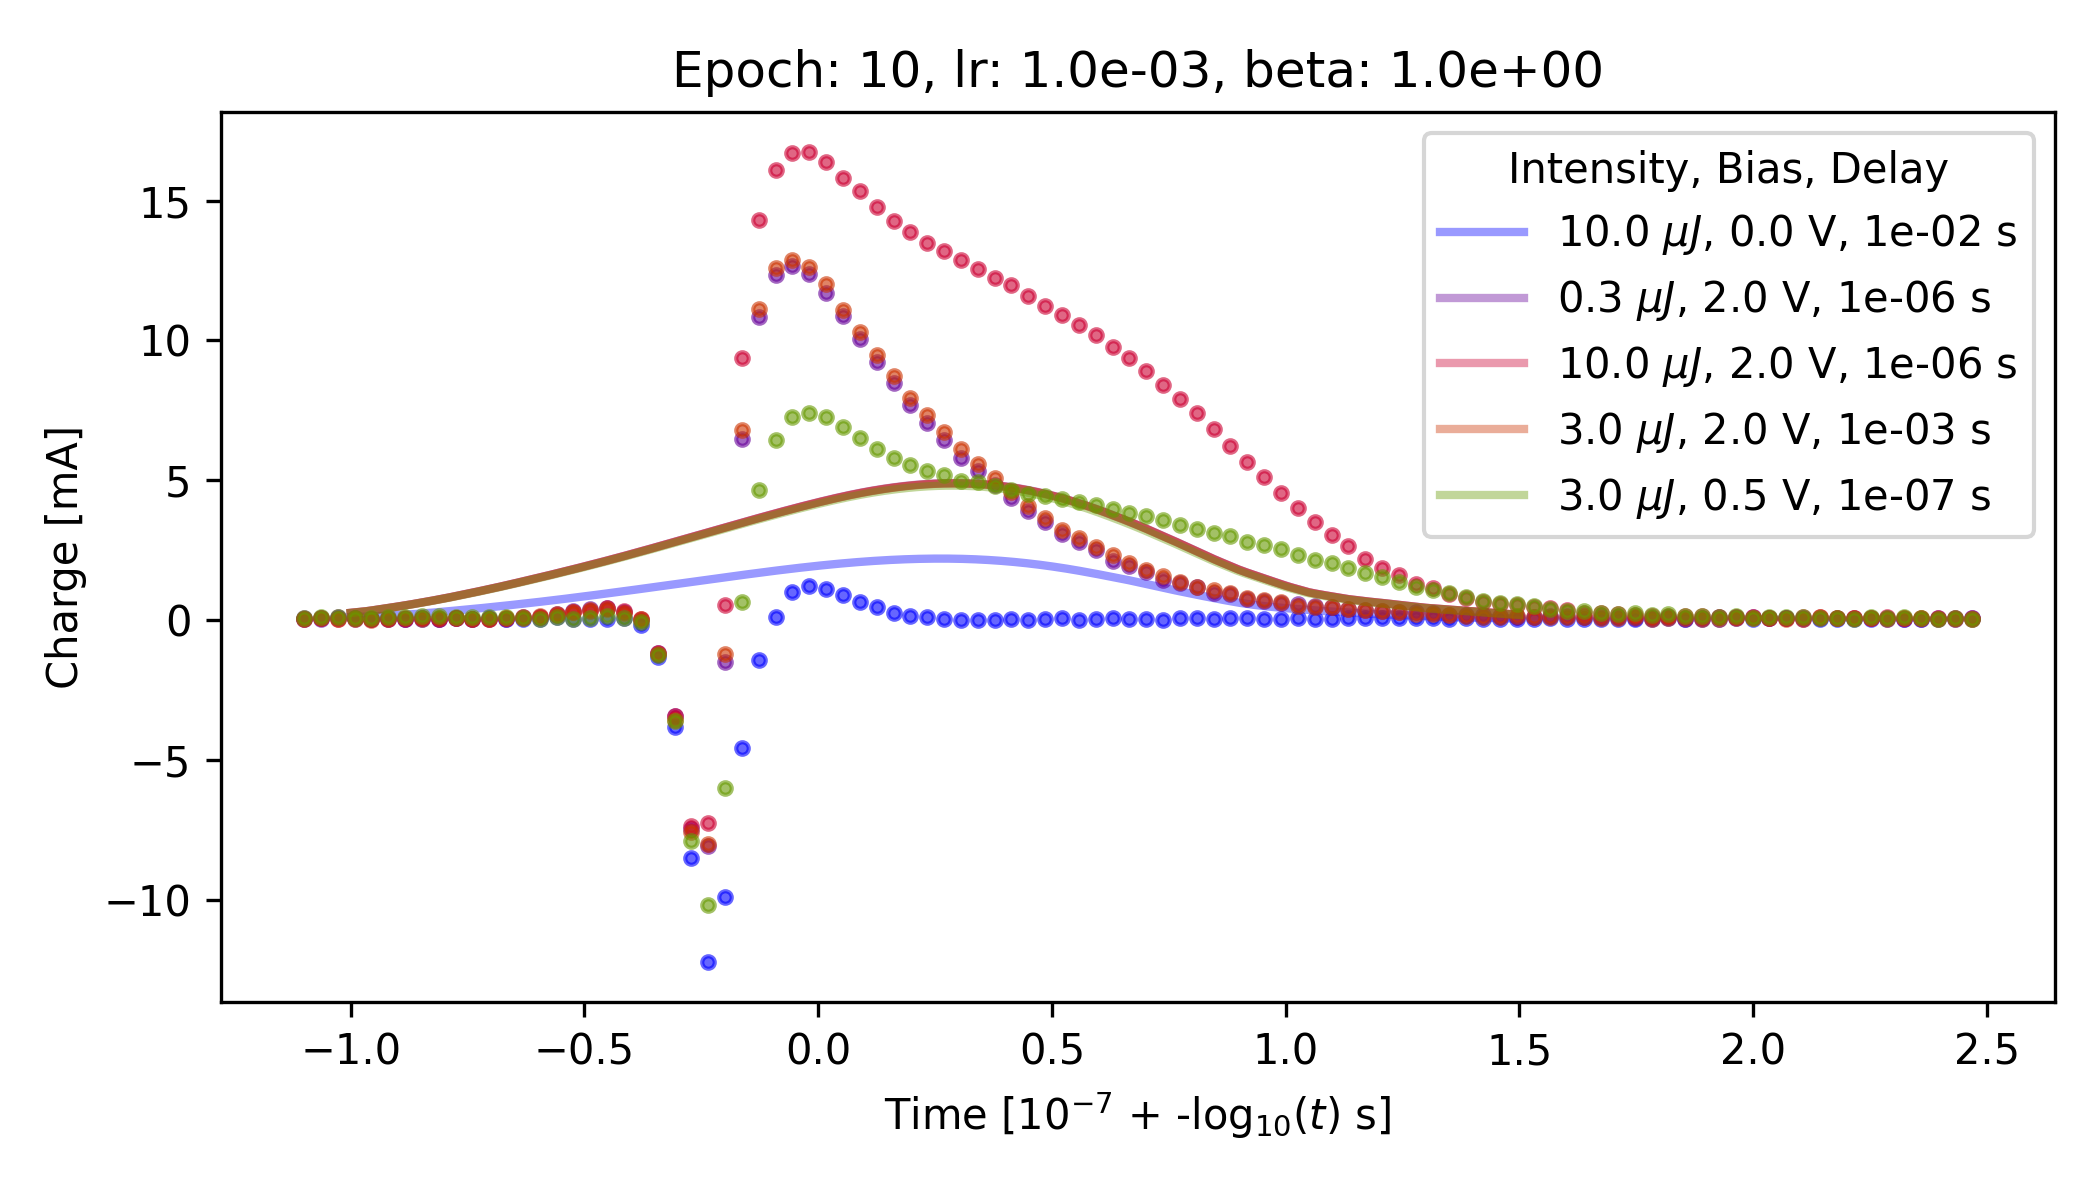 Epoch: 10, lr: 1.0e-03, beta: 1.0e+00
Intensity, Bias, Delay
10.0 μJ, 0.0 V, 1e-02 s
0.3 μJ, 2.0 V, 1e-06 s
10.0 μJ, 2.0 V, 1e-06 s
3.0 μJ, 2.0 V, 1e-03 s
3.0 μJ, 0.5 V, 1e-07 s
Charge [mA]
15
10
5
0
−5
−10
−1.0 −0.5 0.0 0.5 1.0 1.5 2.0 2.5
Time [10⁻⁷ + -log₁₀(t) s]